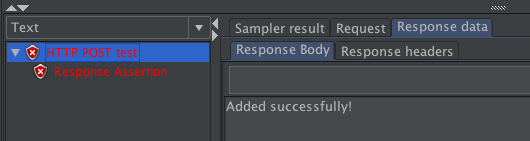 Text
HTTP POST test
Response Assertion
Sampler result
Request
Response data
Response Body
Response headers
Added successfully!